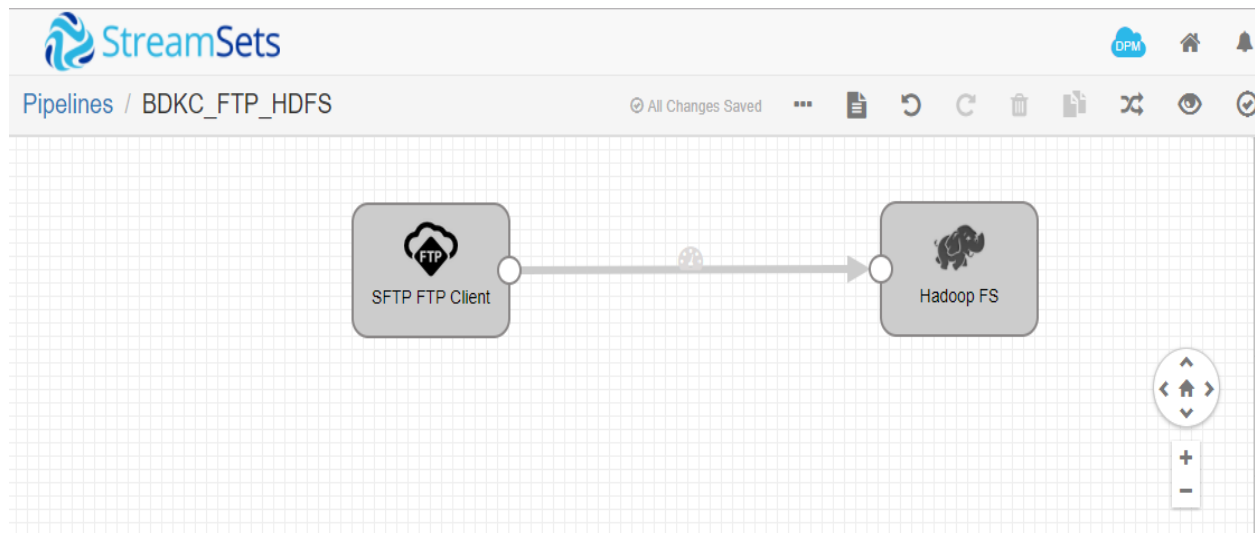 StreamSets
DPM
Pipelines / BDKC_FTP_HDFS
All Changes Saved
FTP
SFTP FTP Client
Hadoop FS
+
−